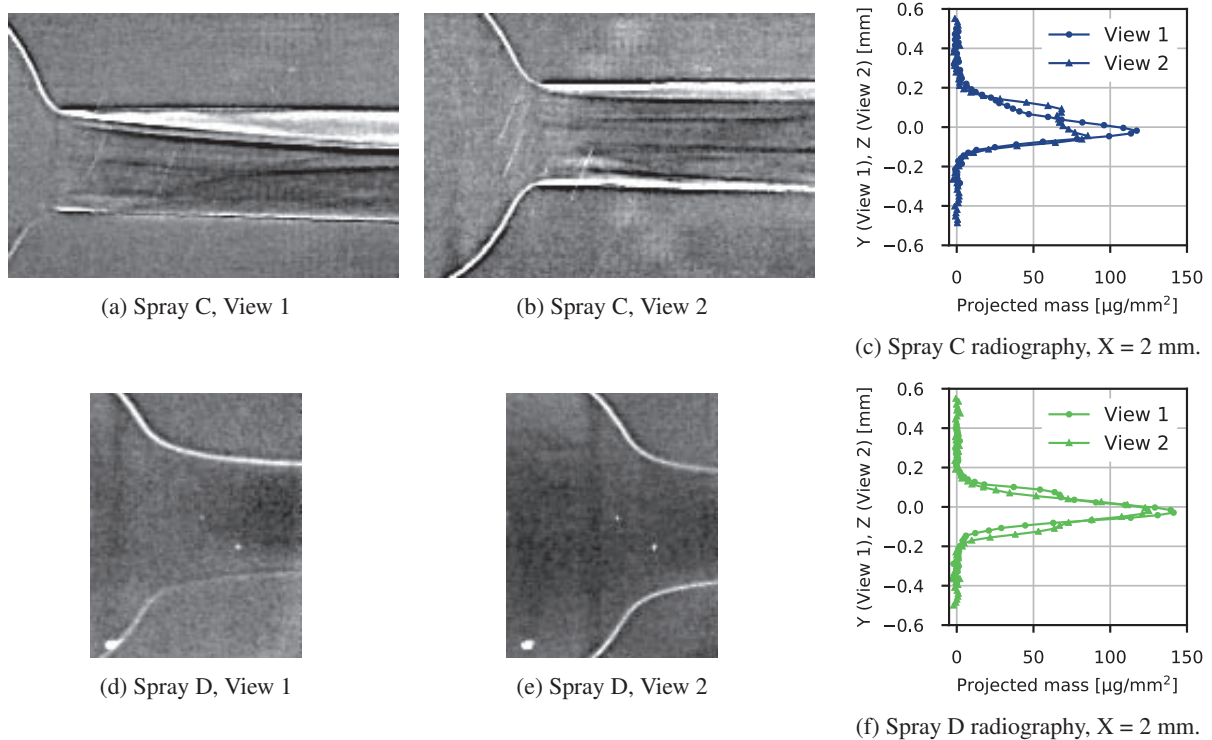 (a) Spray C, View 1
(b) Spray C, View 2
Y (View 1), Z (View 2) [mm]
0.6
0.4
0.2
0.0
−0.2
−0.4
−0.6
View 1
View 2
0 50 100 150
Projected mass [µg/mm²]
(c) Spray C radiography, X = 2 mm.
(d) Spray D, View 1
(e) Spray D, View 2
Y (View 1), Z (View 2) [mm]
0.6
0.4
0.2
0.0
−0.2
−0.4
−0.6
View 1
View 2
0 50 100 150
Projected mass [µg/mm²]
(f) Spray D radiography, X = 2 mm.